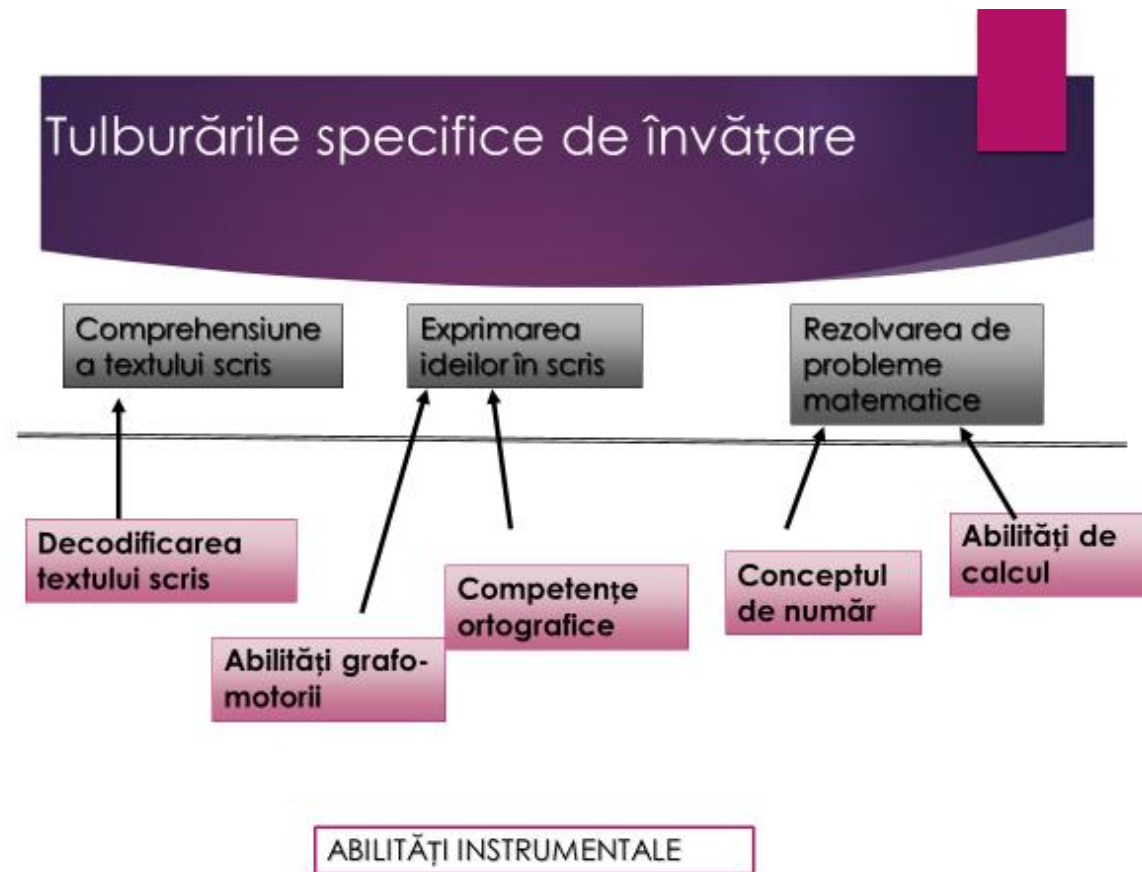 Tulburările specifice de învățare
Comprehensiune
a textului scris
Exprimarea
ideilor în scris
Rezolvarea de
probleme
matematice
Decodificarea
textului scris
Abilități grafo-
motorii
Competențe
ortografice
Conceptul
de număr
Abilități de
calcul
ABILITĂȚI INSTRUMENTALE